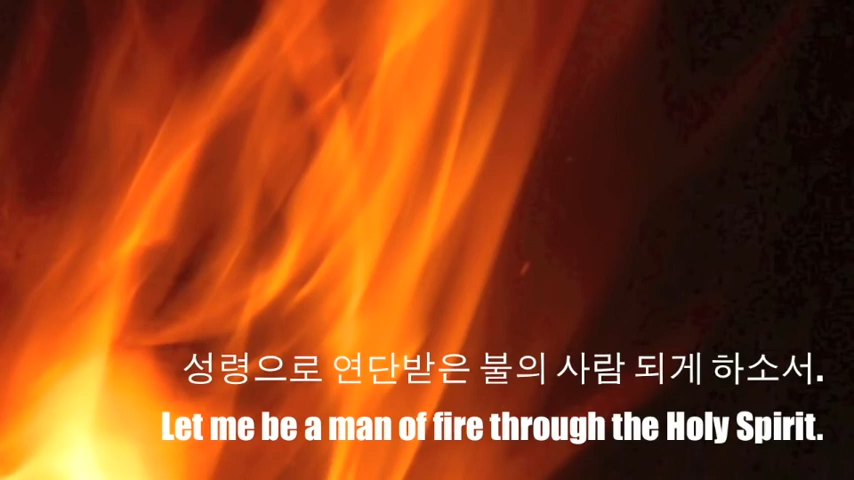 성령으로 연단받은 불의 사람 되게 하소서.
Let me be a man of fire through the Holy Spirit.